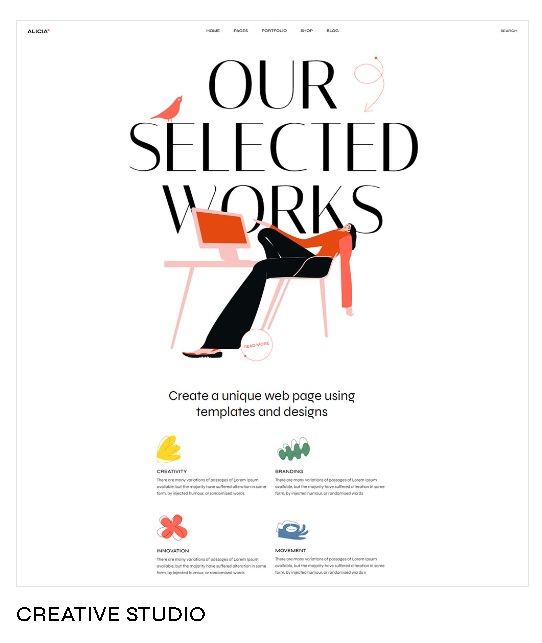 ALICIA*
HOME PAGES PORTFOLIO SHOP BLOG
SEARCH
OUR
SELECTED
WORKS
READ MORE
Create a unique web page using
templates and designs
CREATIVITY
There are many variations of passages of Lorem Ipsum
available, but the majority have suffered alteration in some
form, by injected humour, or randomised words
BRANDING
There are many variations of passages of Lorem Ipsum
available, but the majority have suffered alteration in some
form, by injected humour, or randomised words
INNOVATION
There are many variations of passages of Lorem Ipsum
available, but the majority have suffered alteration in some
form, by injected humour, or randomised words
MOVEMENT
There are many variations of passages of Lorem Ipsum
available, but the majority have suffered alteration in some
form, by injected humour, or randomised words
CREATIVE STUDIO